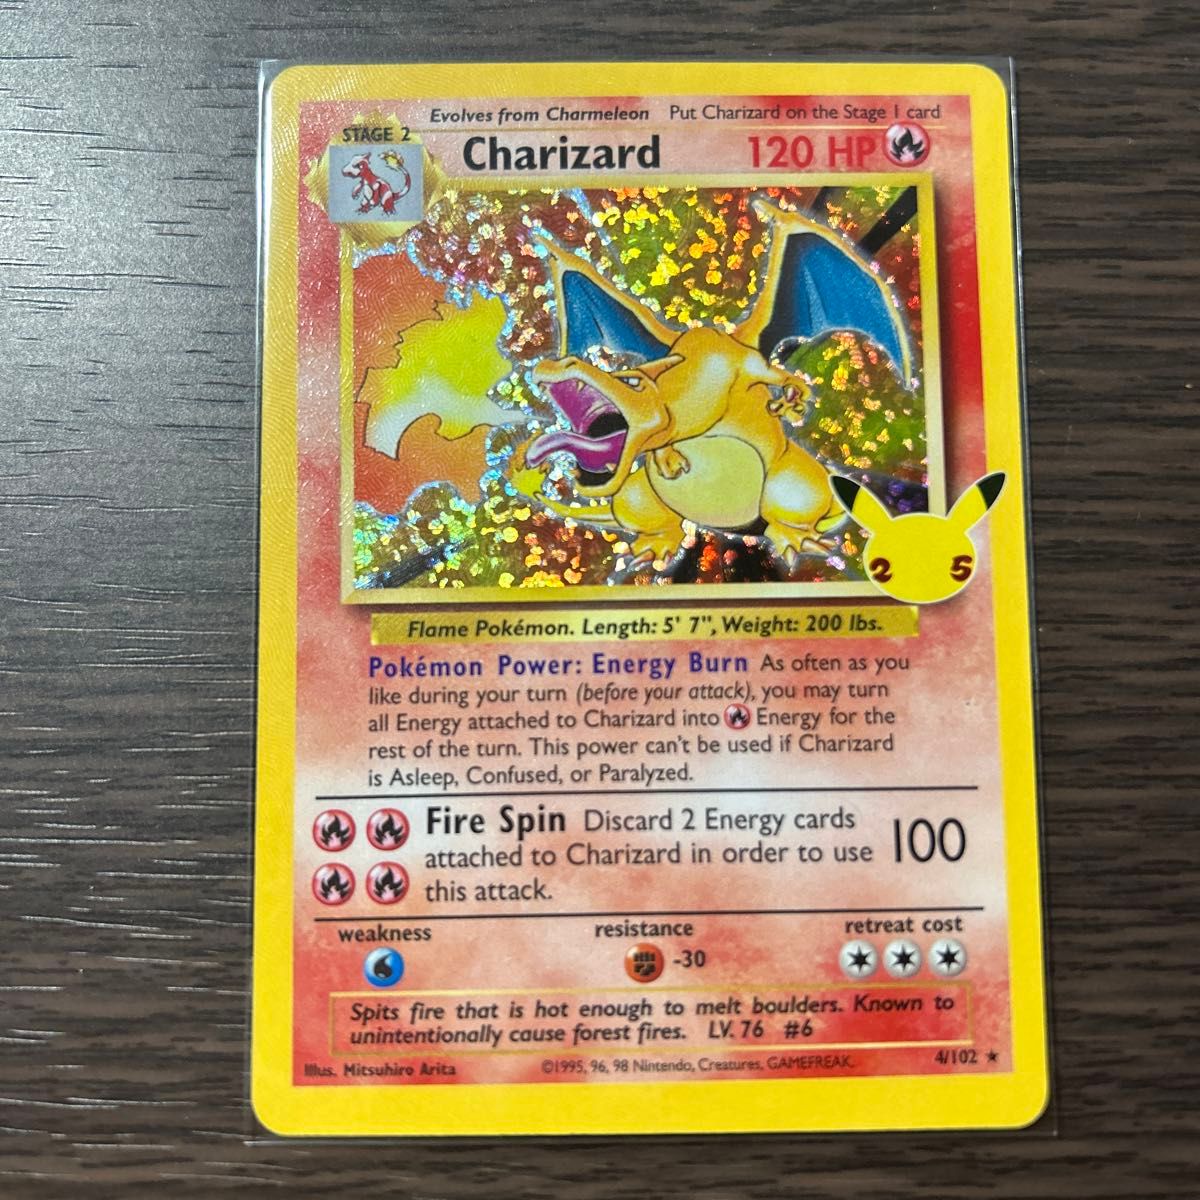 Evolves from Charmeleon Put Charizard on the Stage 1 card
STAGE 2
Charizard 120 HP
25
Flame Pokémon. Length: 5' 7", Weight: 200 lbs.
Pokémon Power: Energy Burn As often as you
like during your turn (before your attack), you may turn
all Energy attached to Charizard into Energy for the
rest of the turn. This power can't be used if Charizard
is Asleep, Confused, or Paralyzed.
Fire Spin Discard 2 Energy cards
attached to Charizard in order to use 100
this attack.
weakness resistance retreat cost
-30
Spits fire that is hot enough to melt boulders. Known to
unintentionally cause forest fires. LV. 76 #6
Illus. Mitsuhiro Arita ©1995, 96, 98 Nintendo, Creatures, GAMEFREAK. 4/102 ★